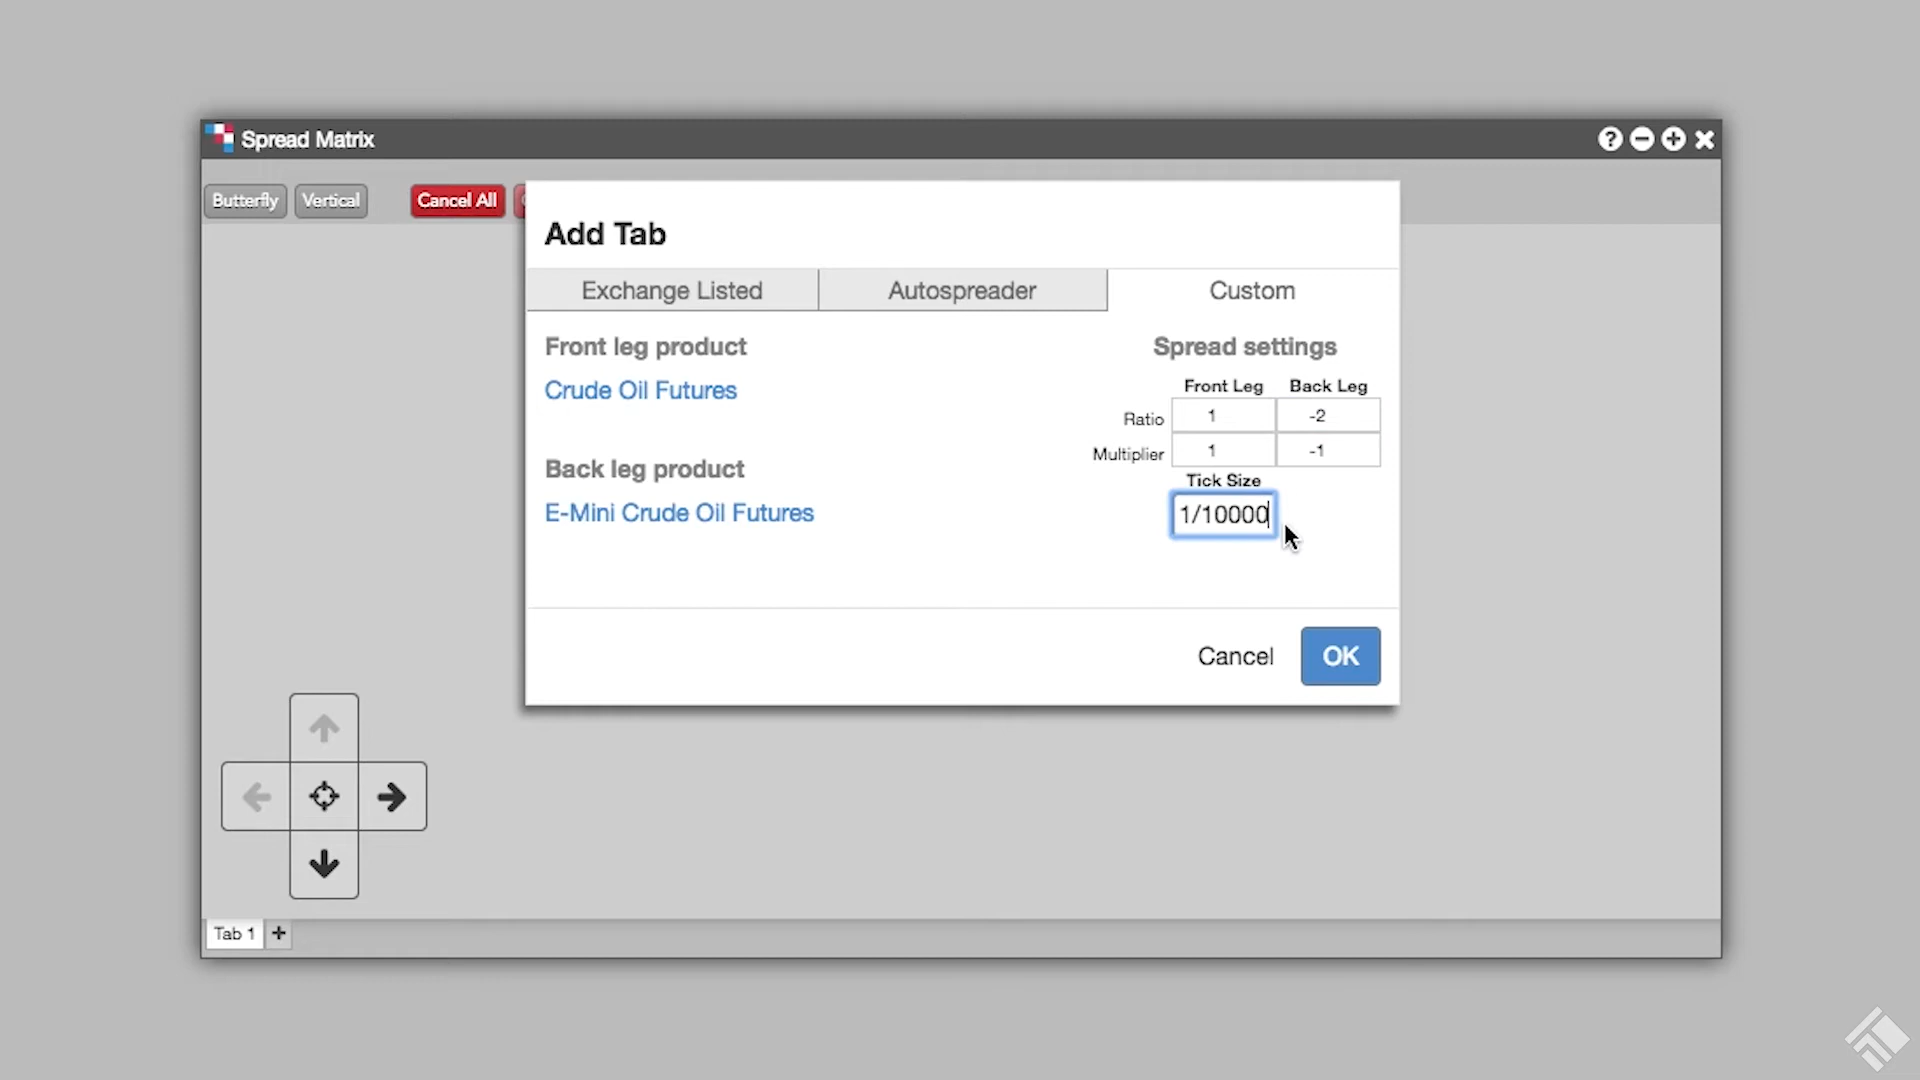 Spread Matrix
Butterfly Vertical Cancel All
Add Tab
Exchange Listed Autospreader Custom
Front leg product
Crude Oil Futures
Back leg product
E-Mini Crude Oil Futures
Spread settings
Front Leg Back Leg
Ratio 1 -2
Multiplier 1 -1
Tick Size
1/10000
Cancel OK
Tab 1 +